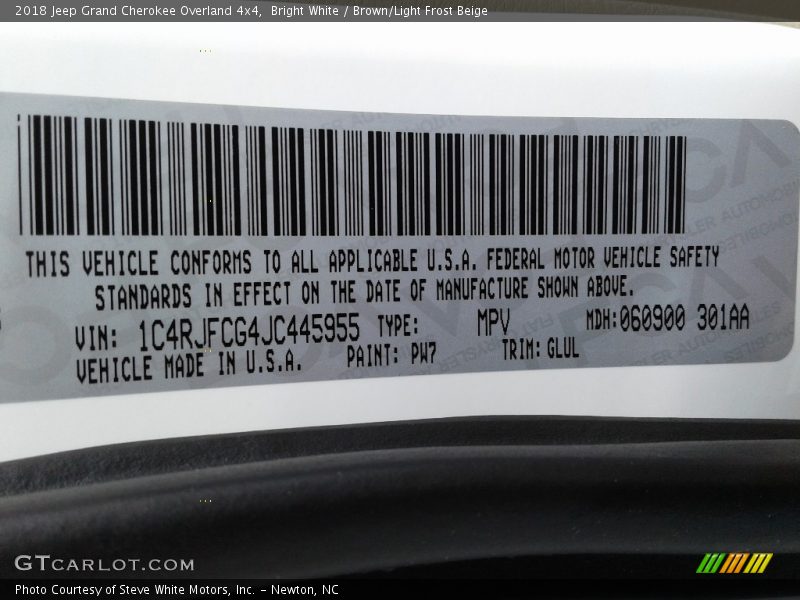 2018 Jeep Grand Cherokee Overland 4x4, Bright White / Brown/Light Frost Beige
THIS VEHICLE CONFORMS TO ALL APPLICABLE U.S.A. FEDERAL MOTOR VEHICLE SAFETY
STANDARDS IN EFFECT ON THE DATE OF MANUFACTURE SHOWN ABOVE.
VIN: 1C4RJFCG4JC445955 TYPE: MPV MDH:060900 301AA
VEHICLE MADE IN U.S.A. PAINT: PW7 TRIM: GLUL
GTCARLOT.COM
Photo Courtesy of Steve White Motors, Inc. – Newton, NC